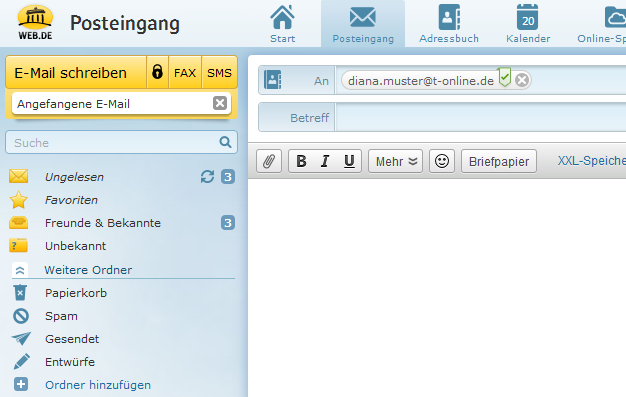 WEB.DE
Posteingang
Start
Posteingang
Adressbuch
20
Kalender
Online-Sp
E-Mail schreiben
FAX
SMS
Angefangene E-Mail
Suche
Ungelesen 3
Favoriten
Freunde & Bekannte 3
? Unbekannt
Weitere Ordner
Papierkorb
Spam
Gesendet
Entwürfe
Ordner hinzufügen
An diana.muster@t-online.de
Betreff
B I U Mehr Briefpapier XXL-Speiche